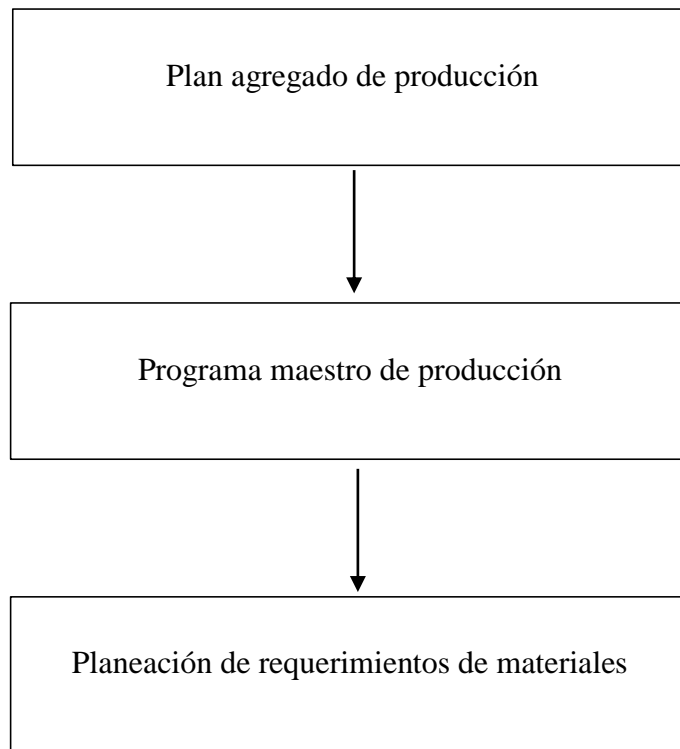 Plan agregado de producción
Programa maestro de producción
Planeación de requerimientos de materiales